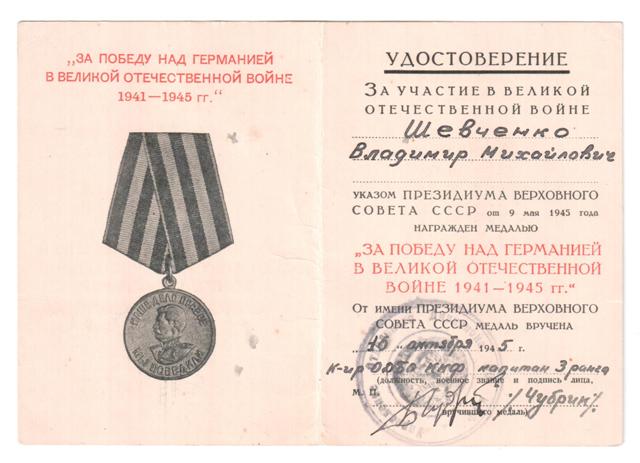 „ЗА ПОБЕДУ НАД ГЕРМАНИЕЙ
В ВЕЛИКОЙ ОТЕЧЕСТВЕННОЙ ВОЙНЕ
1941—1945 гг.“
НАШЕ ДЕЛО ПРАВОЕ
МЫ ПОБЕДИЛИ
УДОСТОВЕРЕНИЕ
ЗА УЧАСТИЕ В ВЕЛИКОЙ
ОТЕЧЕСТВЕННОЙ ВОЙНЕ
Шевченко
Владимир Михайлович
УКАЗОМ ПРЕЗИДИУМА ВЕРХОВНОГО
СОВЕТА СССР от 9 мая 1945 года
НАГРАЖДЕН МЕДАЛЬЮ
„ЗА ПОБЕДУ НАД ГЕРМАНИЕЙ
В ВЕЛИКОЙ ОТЕЧЕСТВЕННОЙ
ВОЙНЕ 1941—1945 гг.“
От имени ПРЕЗИДИУМА ВЕРХОВНОГО
СОВЕТА СССР МЕДАЛЬ ВРУЧЕНА
„10“ октября 1945 г.
К-ир ККФ капитан 3 ранга
(должность, военное звание и подпись лица,
М. П. /Чубрик/
вручившего медаль)